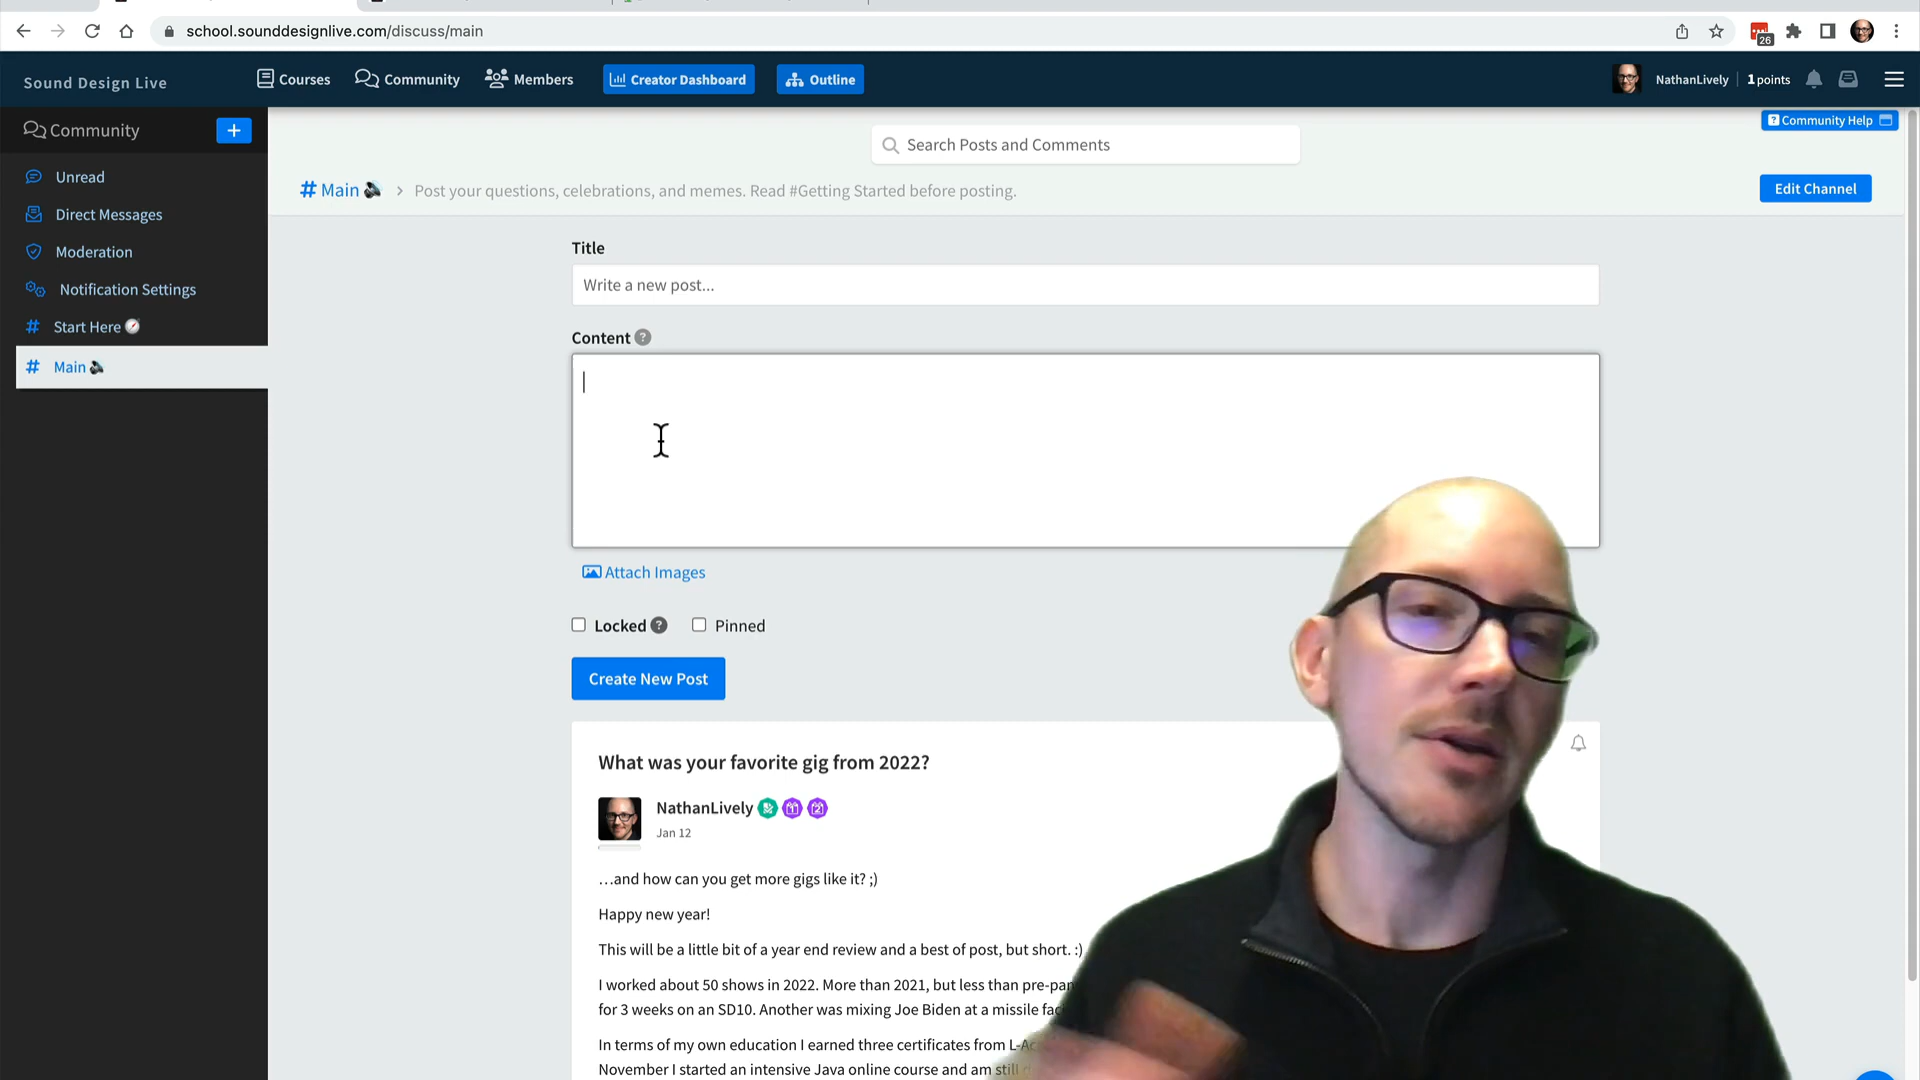 school.sounddesignlive.com/discuss/main
26
Sound Design Live
Courses
Community
Members
Creator Dashboard
Outline
NathanLively
1 points
Community
+
Community Help
Search Posts and Comments
Unread
# Main
Post your questions, celebrations, and memes. Read #Getting Started before posting.
Edit Channel
Direct Messages
Moderation
Notification Settings
# Start Here
# Main
Title
Write a new post...
Content ?
Attach Images
Locked ?
Pinned
Create New Post
What was your favorite gig from 2022?
NathanLively
Jan 12
…and how can you get more gigs like it? ;)
Happy new year!
This will be a little bit of a year end review and a best of post, but short. :)
I worked about 50 shows in 2022. More than 2021, but less than
for 3 weeks on an SD10. Another was mixing Joe Biden at a missile
In terms of my own education I earned three certificates from
November I started an intensive Java online course and am still